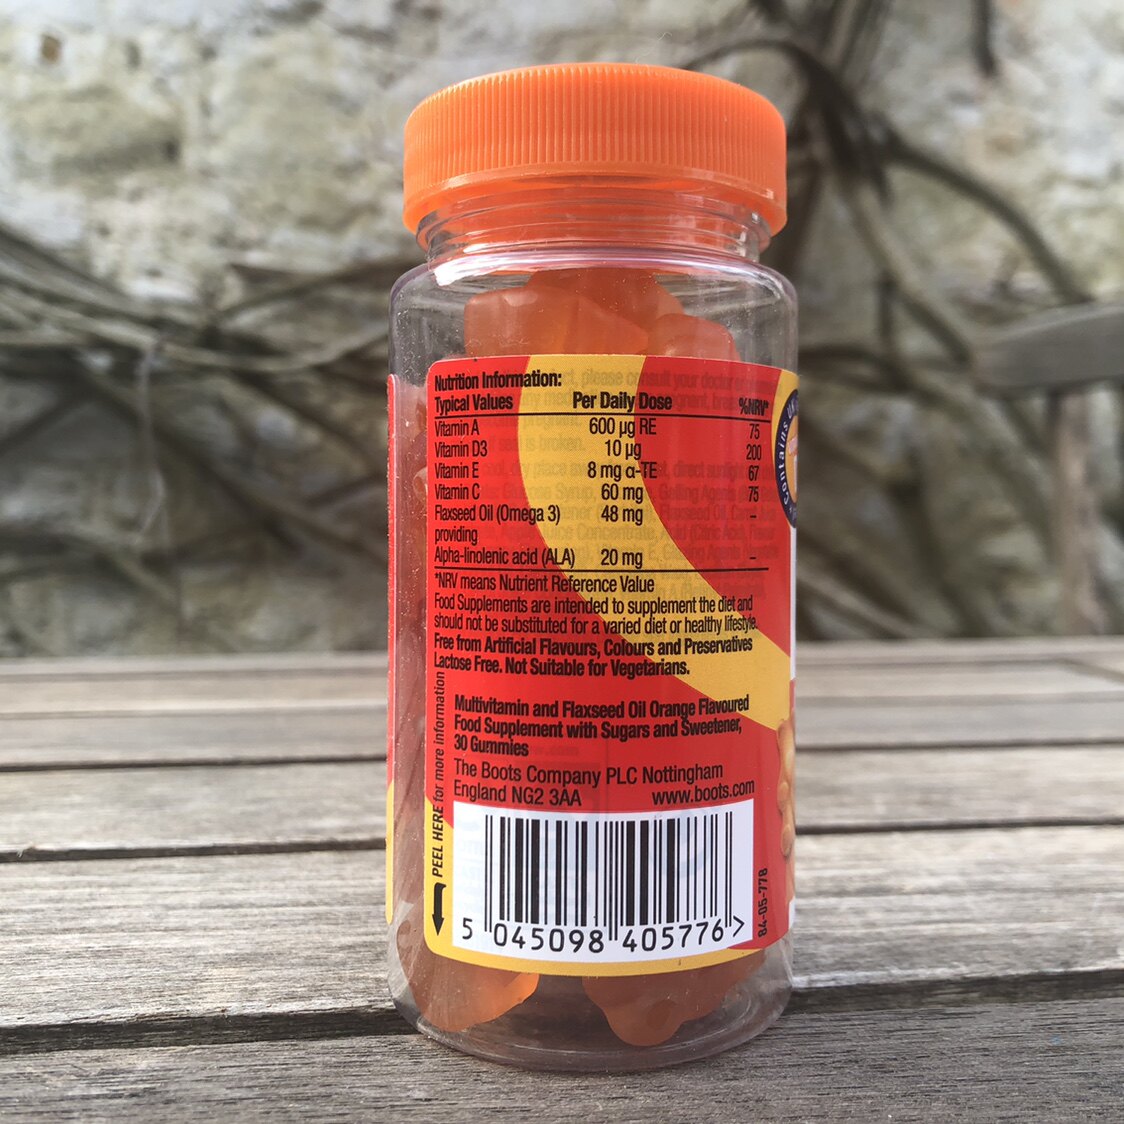 Nutrition Information:
Typical Values Per Daily Dose %NRV*
Vitamin A 600 µg RE 75
Vitamin D3 10 µg 200
Vitamin E 8 mg α-TE 67
Vitamin C 60 mg 75
Flaxseed Oil (Omega 3) 48 mg –
providing
Alpha-linolenic acid (ALA) 20 mg –
*NRV means Nutrient Reference Value
Food Supplements are intended to supplement the diet and
should not be substituted for a varied diet or healthy lifestyle.
Free from Artificial Flavours, Colours and Preservatives
Lactose Free. Not Suitable for Vegetarians.
Multivitamin and Flaxseed Oil Orange Flavoured
Food Supplement with Sugars and Sweetener,
30 Gummies
The Boots Company PLC Nottingham
England NG2 3AA www.boots.com
PEEL HERE for more information
5 045098 405776 >
84-05-778
Contains